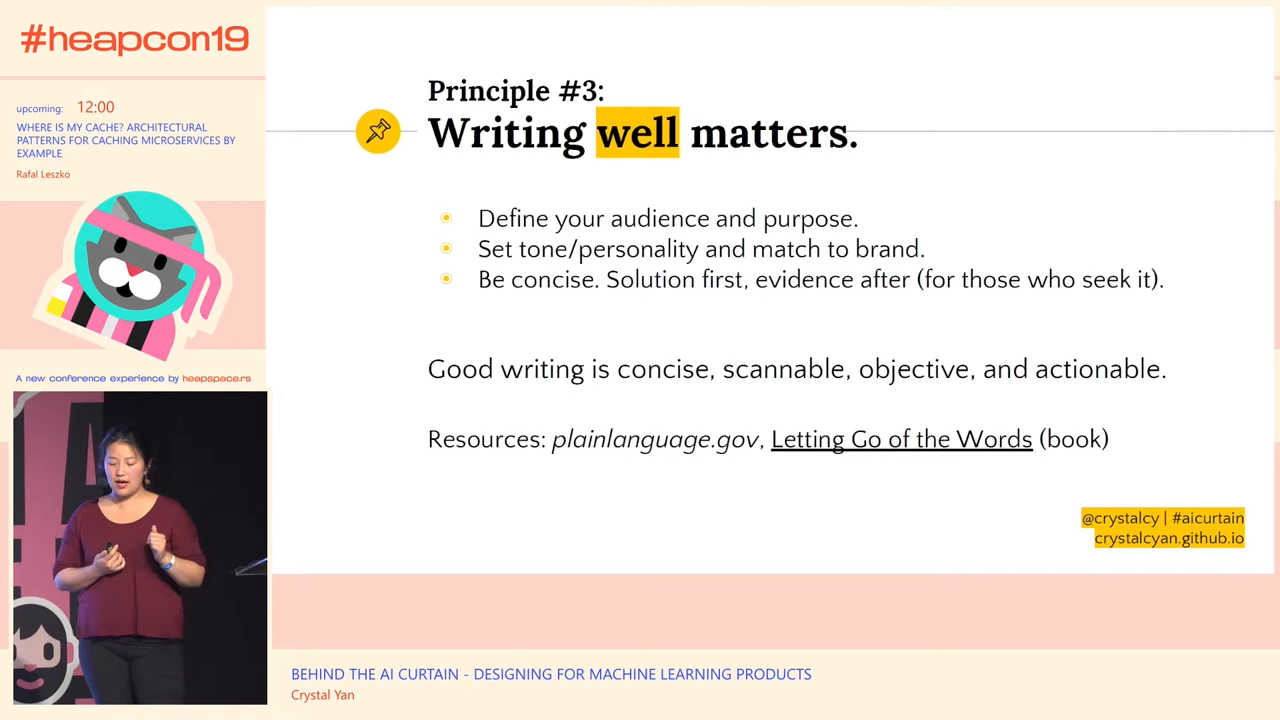 #heapcon19
upcoming: 12:00
WHERE IS MY CACHE? ARCHITECTURAL
PATTERNS FOR CACHING MICROSERVICES BY
EXAMPLE
Rafal Leszko
A new conference experience by heapspace.rs
Principle #3:
Writing well matters.
Define your audience and purpose.
Set tone/personality and match to brand.
Be concise. Solution first, evidence after (for those who seek it).
Good writing is concise, scannable, objective, and actionable.
Resources: plainlanguage.gov, Letting Go of the Words (book)
@crystalcy | #aicurtain
crystalcyan.github.io
BEHIND THE AI CURTAIN - DESIGNING FOR MACHINE LEARNING PRODUCTS
Crystal Yan